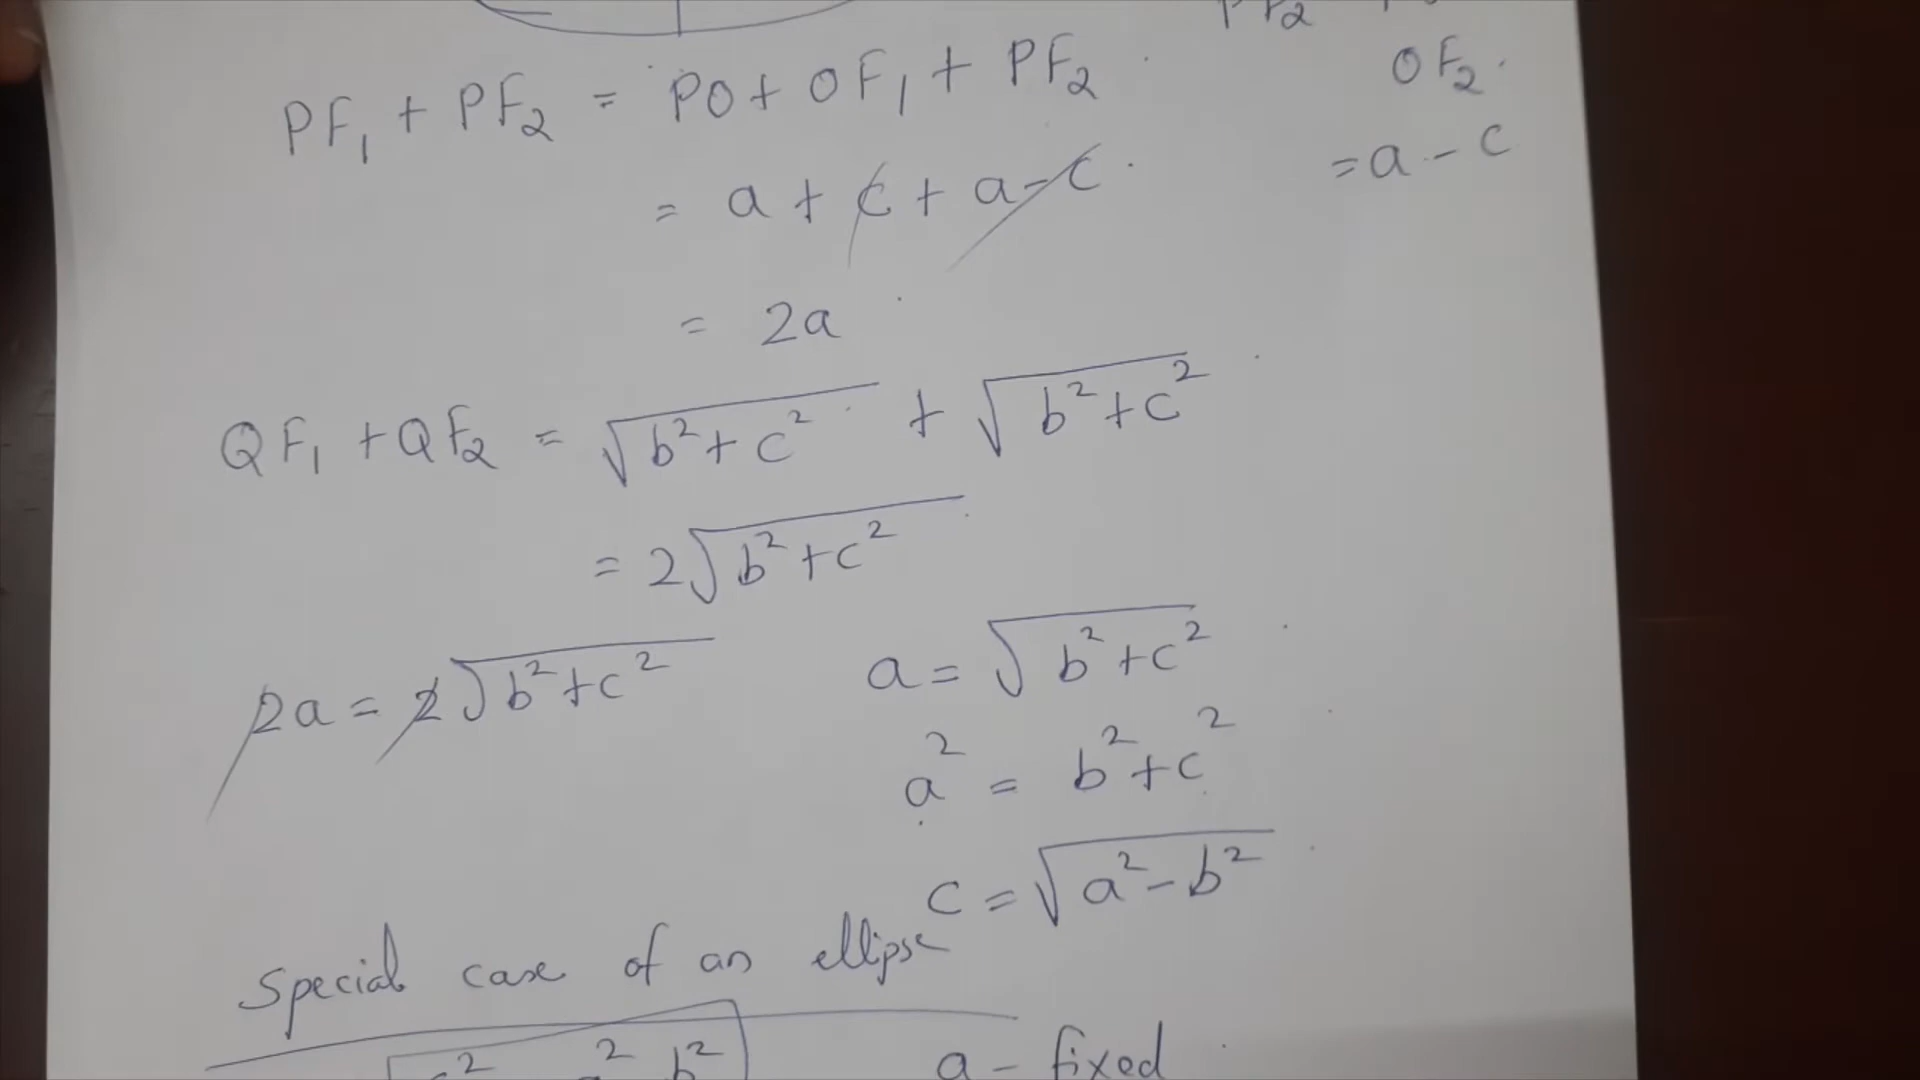 PF₁ + PF₂ = PO + OF₁ + PF₂
OF₂.
= a + c + a - c
= a - c
= 2a
QF₁ + QF₂ = √(b² + c²) + √(b² + c²)
= 2√(b² + c²)
2a = 2√(b² + c²)
a = √(b² + c²)
a² = b² + c²
c = √(a² - b²)
Special case of an ellipse
a - fixed